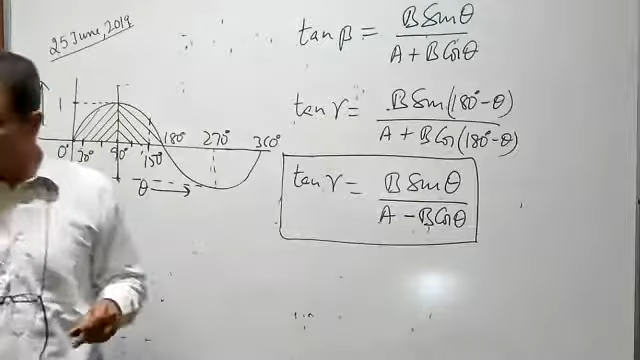 25 June, 2019
tan β = B Sin θ / A + B Cos θ
tan γ = B Sin (180° - θ) / A + B Cos (180° - θ)
tan γ = B Sin θ / A - B Cos θ
1
0° 30° 90° 150° 180° 270° 360°
θ →